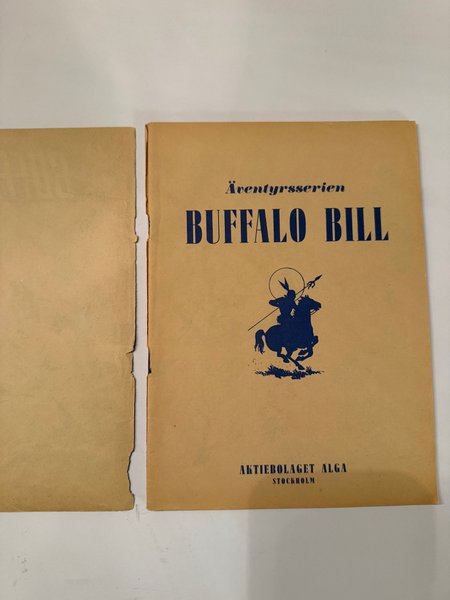 Äventyrsserien
BUFFALO BILL
AKTIEBOLAGET ALGA
STOCKHOLM